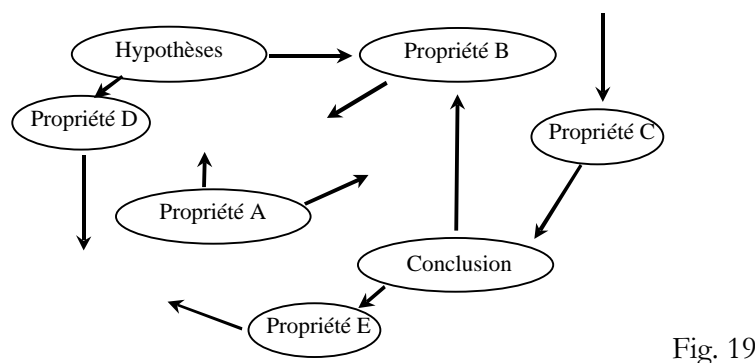 Hypothèses
Propriété B
Propriété D
Propriété C
Propriété A
Conclusion
Propriété E
Fig. 19